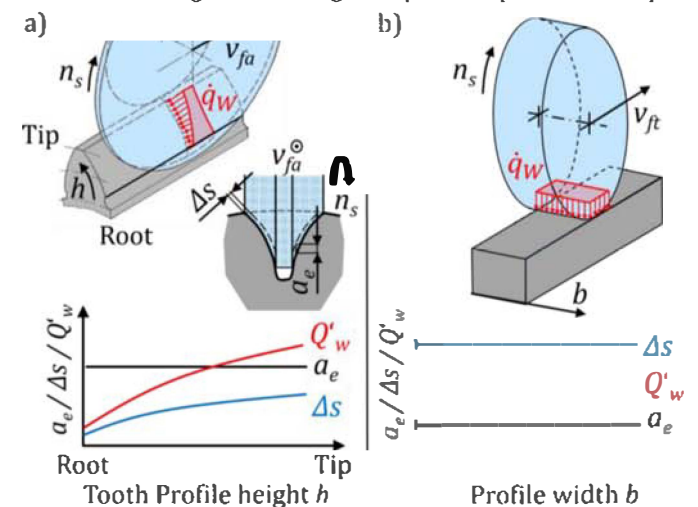 a)
b)
n_s
v_fa
q̇_w
Tip
h
Root
v_fa
Δs
n_s
a_e
n_s
v_ft
q̇_w
b
a_e / Δs / Q'_w
Q'_w
a_e
Δs
Root
Tip
Tooth Profile height h
a_e / Δs / Q'_w
Δs
Q'_w
a_e
Profile width b